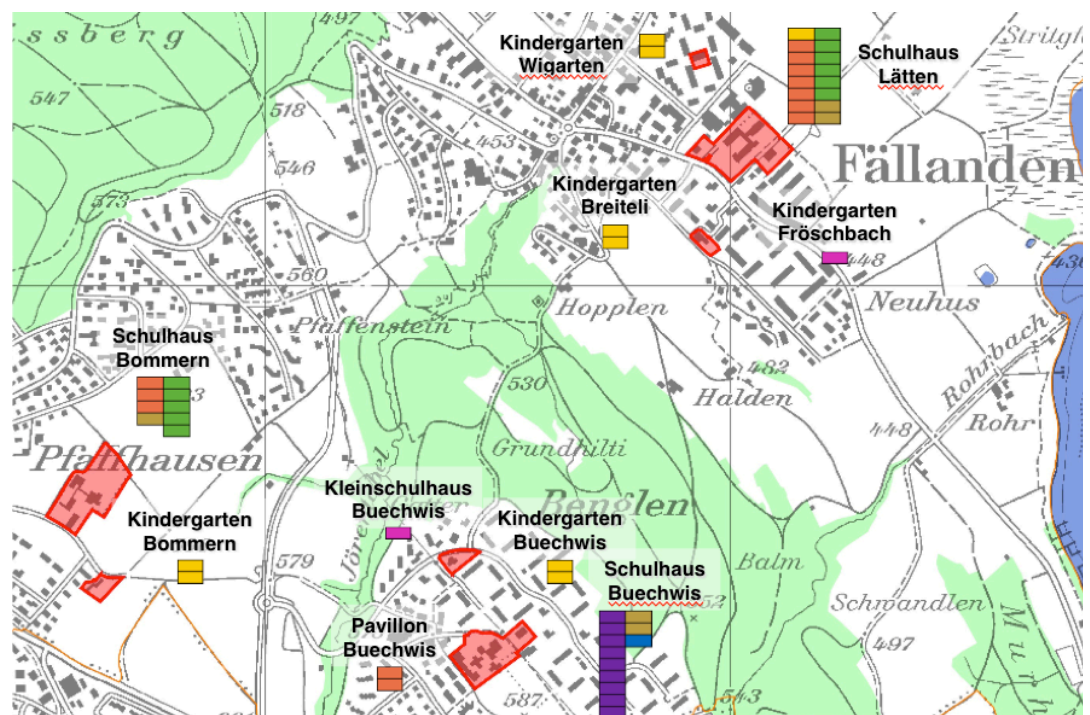 ssberg
497
547
518
546
573
560
453
Kindergarten
Wigarten
Schulhaus
Lätten
Fällanden
Kindergarten
Breiteli
Kindergarten
Fröschbach
448
430
Hopplen
Neuhus
Pfaffenstein
Schulhaus
Bommern
530
482
Halden
Rohrbach
Rohr
448
Grundhilti
Pfaffhausen
Kleinschulhaus
Buechwis
Benglen
Kindergarten
Bommern
Kindergarten
Buechwis
579
Schulhaus
Buechwis
Balm
Schwandlen
497
Pavillon
Buechwis
587
543